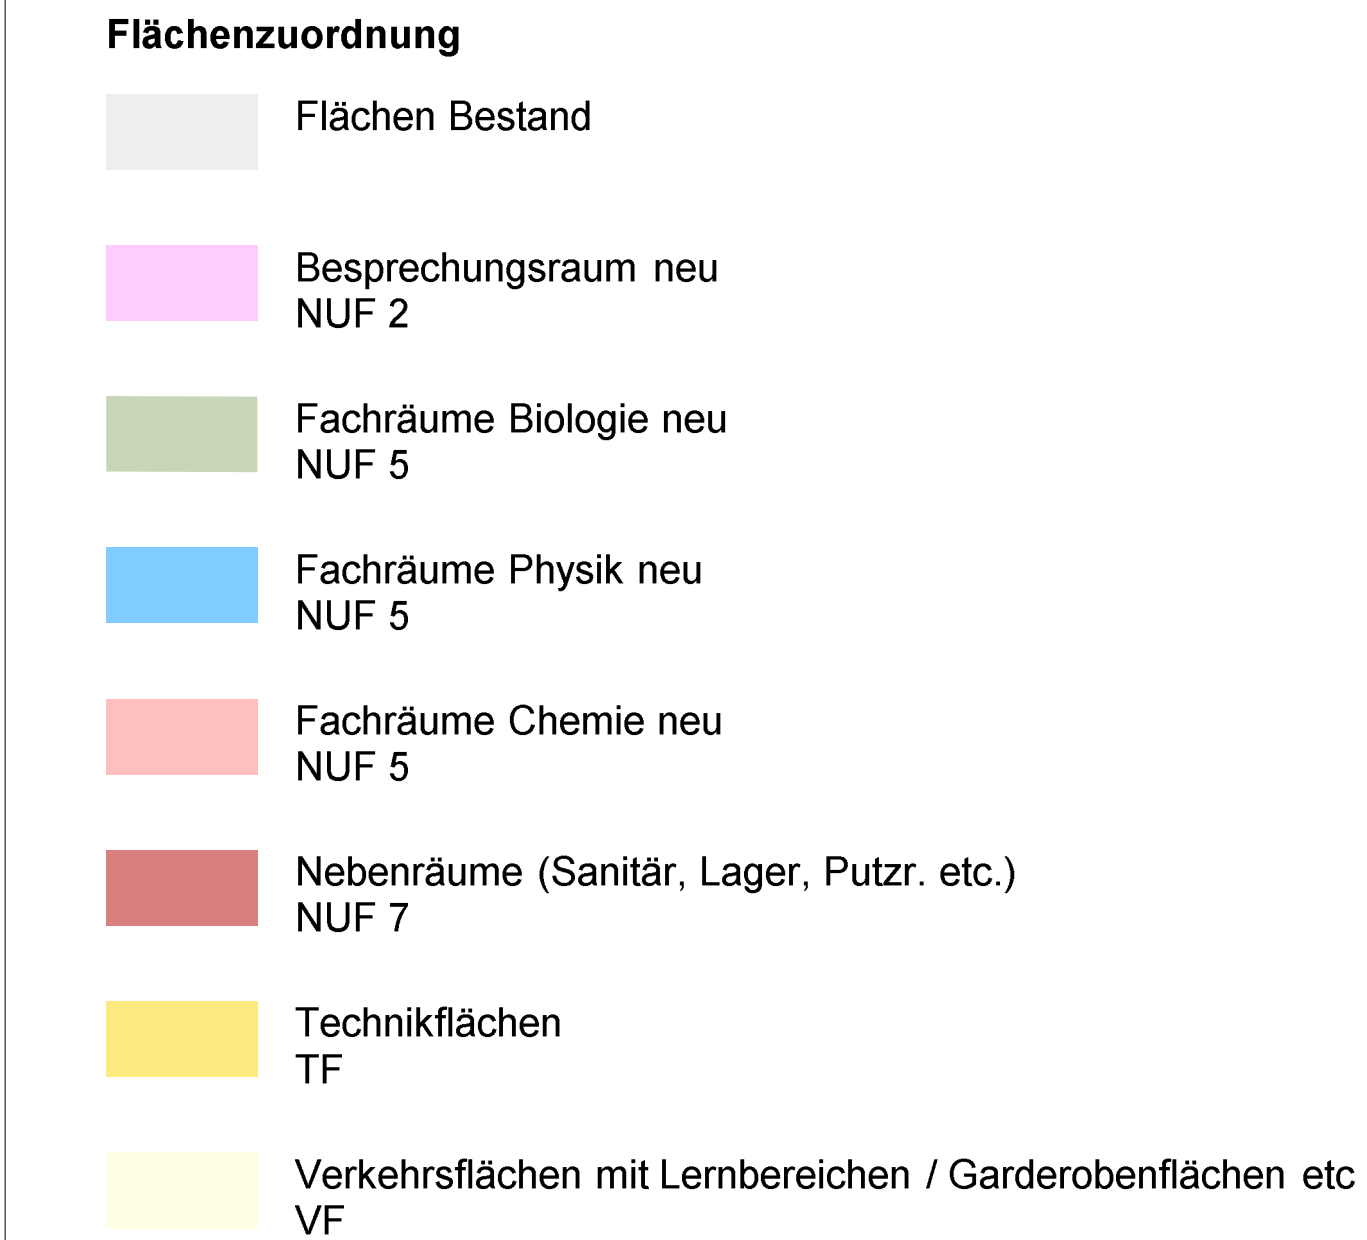 Flächenzuordnung
Flächen Bestand
Besprechungsraum neu
NUF 2
Fachräume Biologie neu
NUF 5
Fachräume Physik neu
NUF 5
Fachräume Chemie neu
NUF 5
Nebenräume (Sanitär, Lager, Putzr. etc.)
NUF 7
Technikflächen
TF
Verkehrsflächen mit Lernbereichen / Garderobenflächen etc
VF